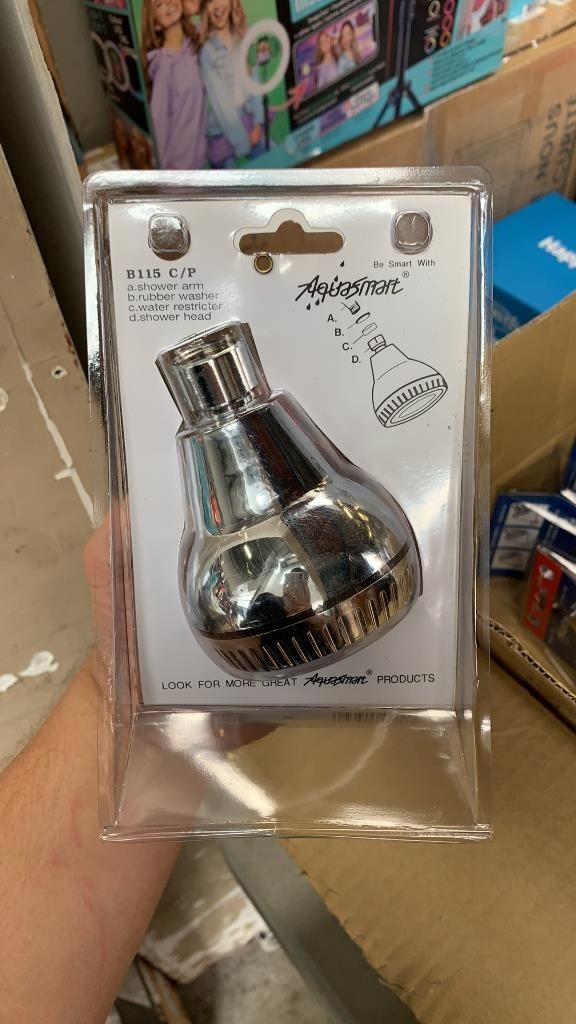 B115 C/P
a.shower arm
b.rubber washer
c.water restricter
d.shower head
Be Smart With
Aquasmart®
A.
B.
C.
D.
LOOK FOR MORE GREAT Aquasmart® PRODUCTS
NOUS